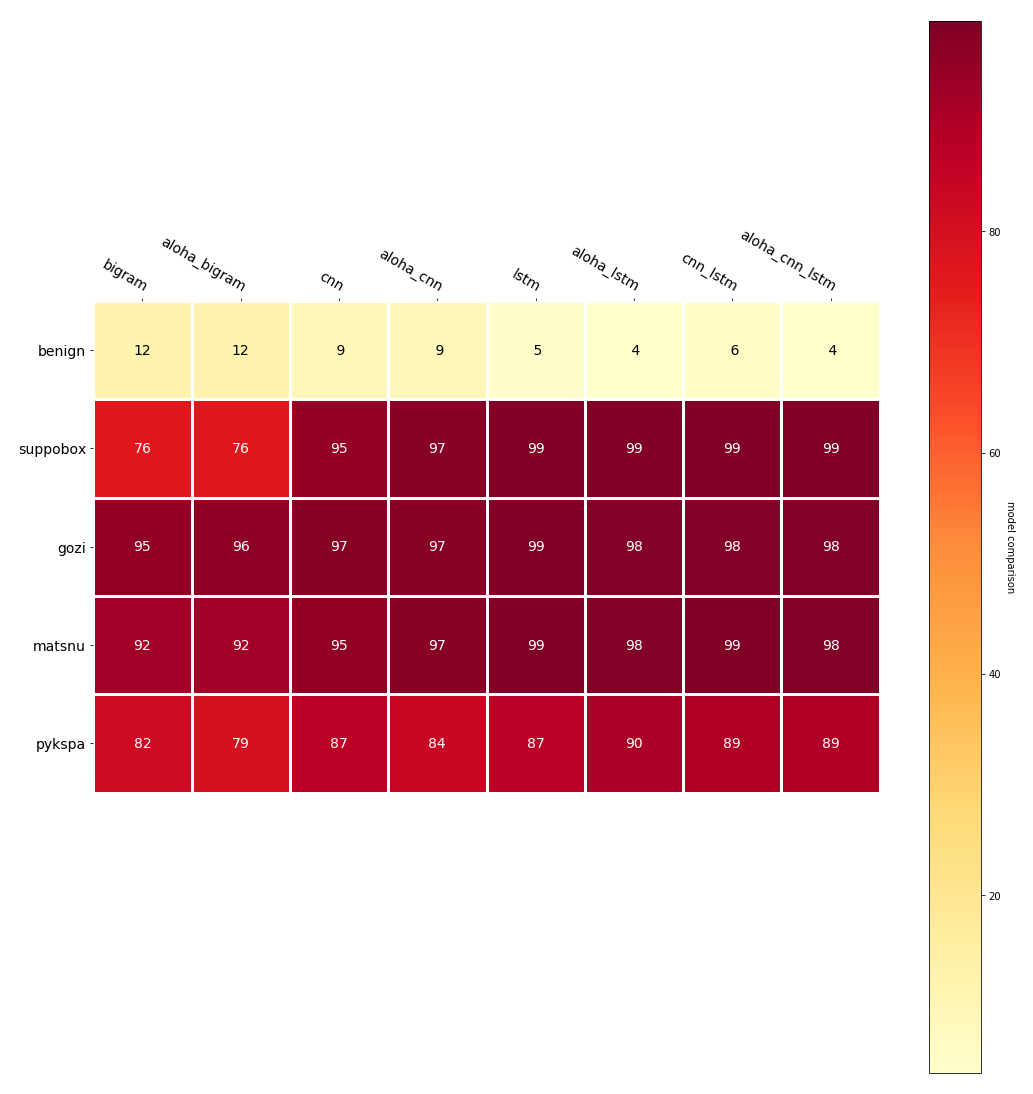 bigram aloha_bigram cnn aloha_cnn lstm aloha_lstm cnn_lstm aloha_cnn_lstm
benign 12 12 9 9 5 4 6 4
suppobox 76 76 95 97 99 99 99 99
gozi 95 96 97 97 99 98 98 98
matsnu 92 92 95 97 99 98 99 98
pykspa 82 79 87 84 87 90 89 89
80
60
40
20
model comparison